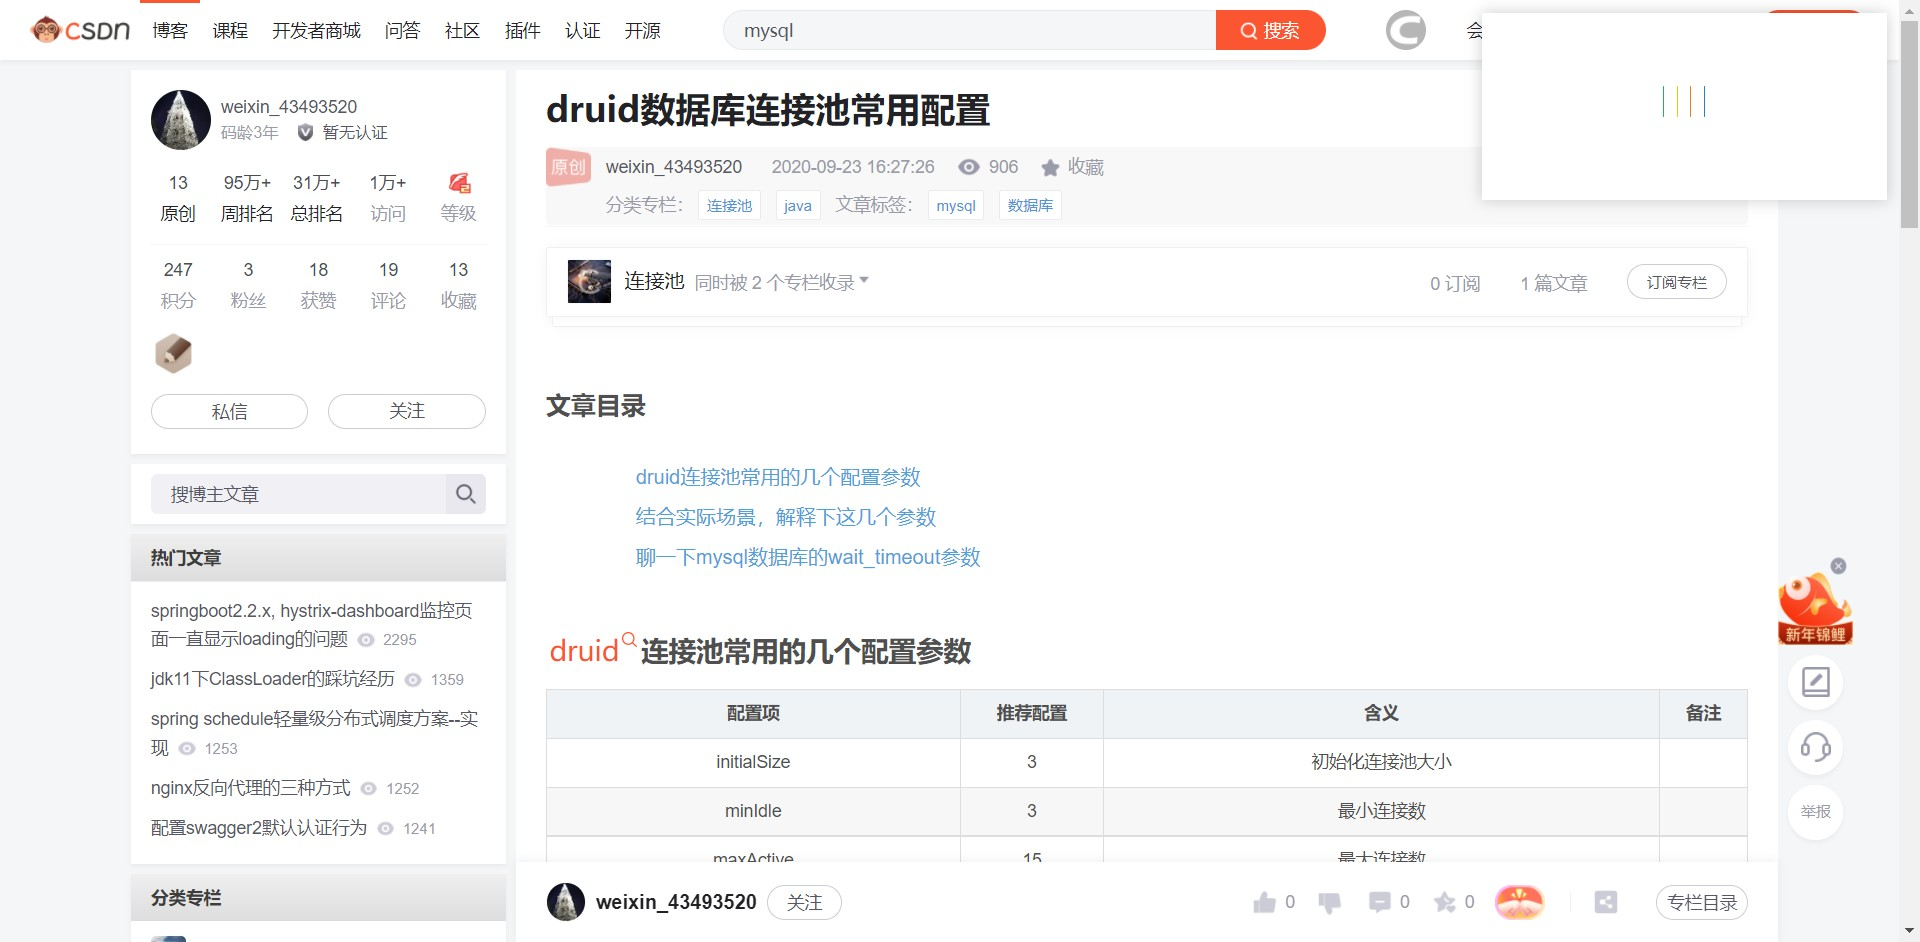 CSDN 博客 课程 开发者商城 问答 社区 插件 认证 开源 mysql 搜索 会
weixin_43493520
码龄3年 暂无认证
13 95万+ 31万+ 1万+
原创 周排名 总排名 访问 等级
247 3 18 19 13
积分 粉丝 获赞 评论 收藏
私信 关注
搜博主文章
热门文章
springboot2.2.x, hystrix-dashboard监控页
面一直显示loading的问题 2295
jdk11下ClassLoader的踩坑经历 1359
spring schedule轻量级分布式调度方案--实
现 1253
nginx反向代理的三种方式 1252
配置swagger2默认认证行为 1241
分类专栏
druid数据库连接池常用配置
原创 weixin_43493520 2020-09-23 16:27:26 906 收藏
分类专栏： 连接池 java 文章标签： mysql 数据库
连接池 同时被 2 个专栏收录 0 订阅 1 篇文章 订阅专栏
文章目录
druid连接池常用的几个配置参数
结合实际场景，解释下这几个参数
聊一下mysql数据库的wait_timeout参数
druid连接池常用的几个配置参数
配置项 推荐配置 含义 备注
initialSize 3 初始化连接池大小
minIdle 3 最小连接数
maxActive 15 最大连接数
weixin_43493520 关注 0 0 0 专栏目录
新年锦鲤
举报